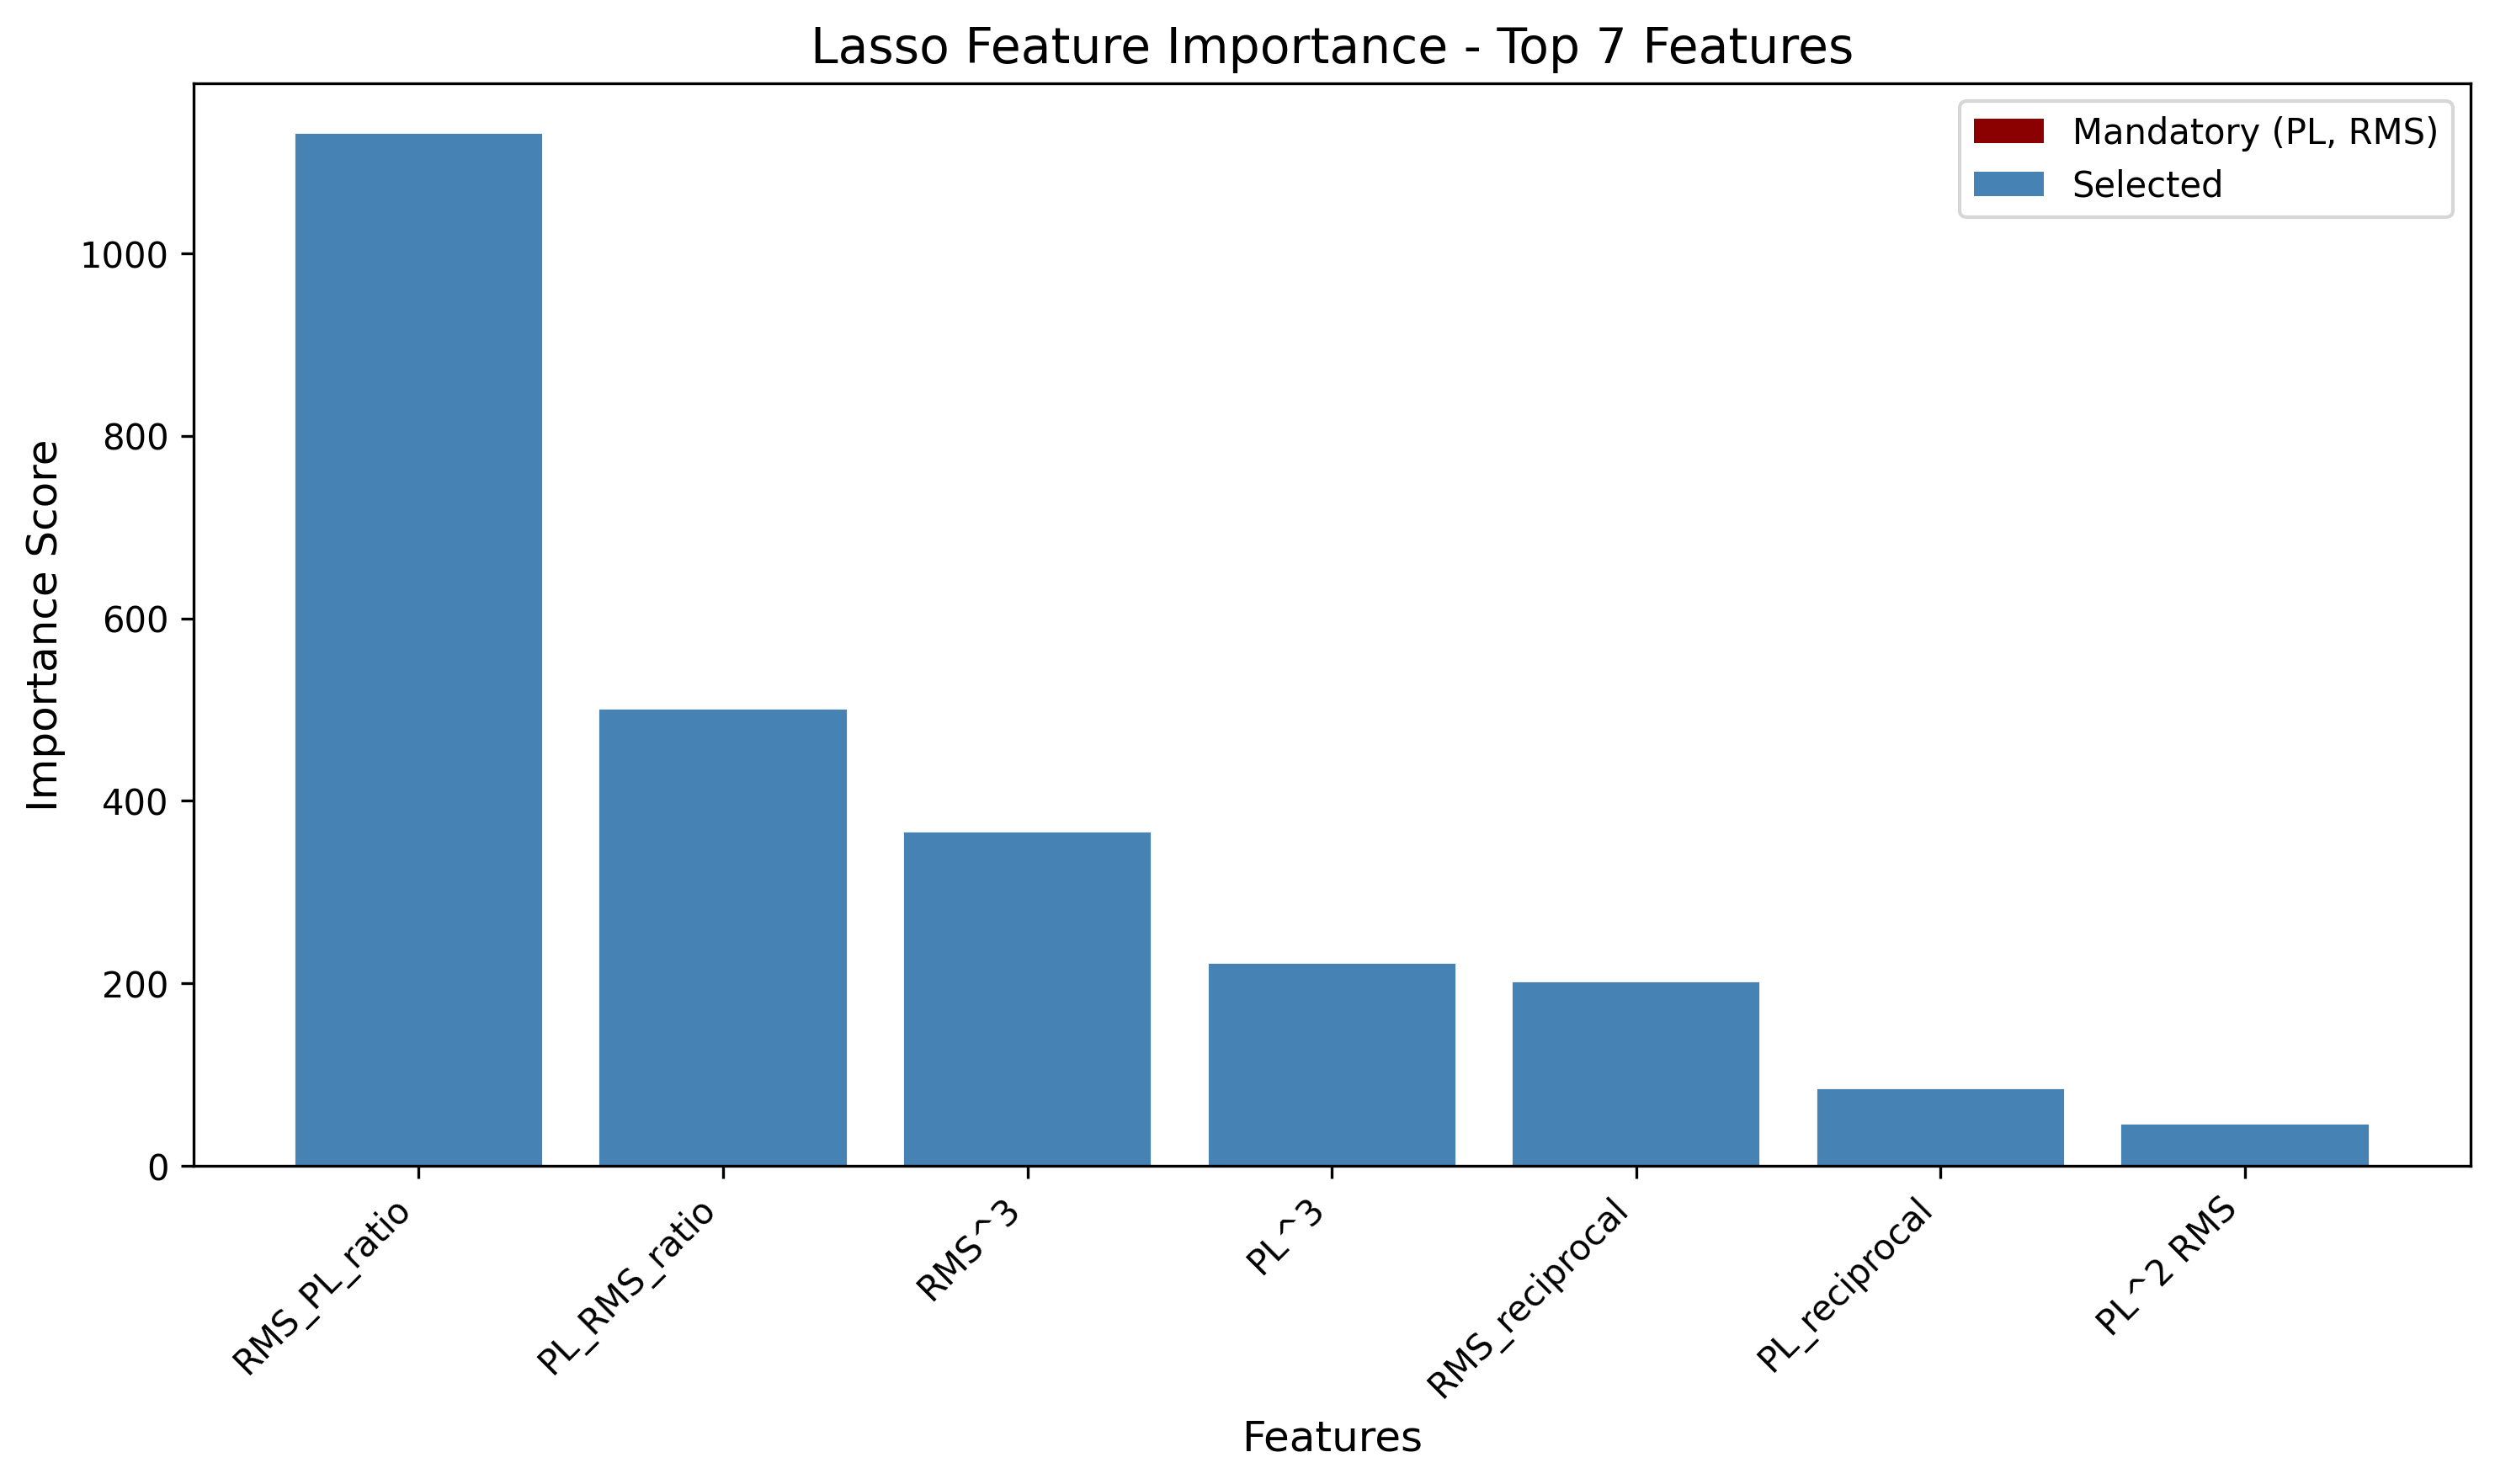 Lasso Feature Importance - Top 7 Features
Mandatory (PL, RMS)
Selected
Importance Score
1000
800
600
400
200
0
RMS_PL_ratio
PL_RMS_ratio
RMS^3
PL^3
RMS_reciprocal
PL_reciprocal
PL^2 RMS
Features